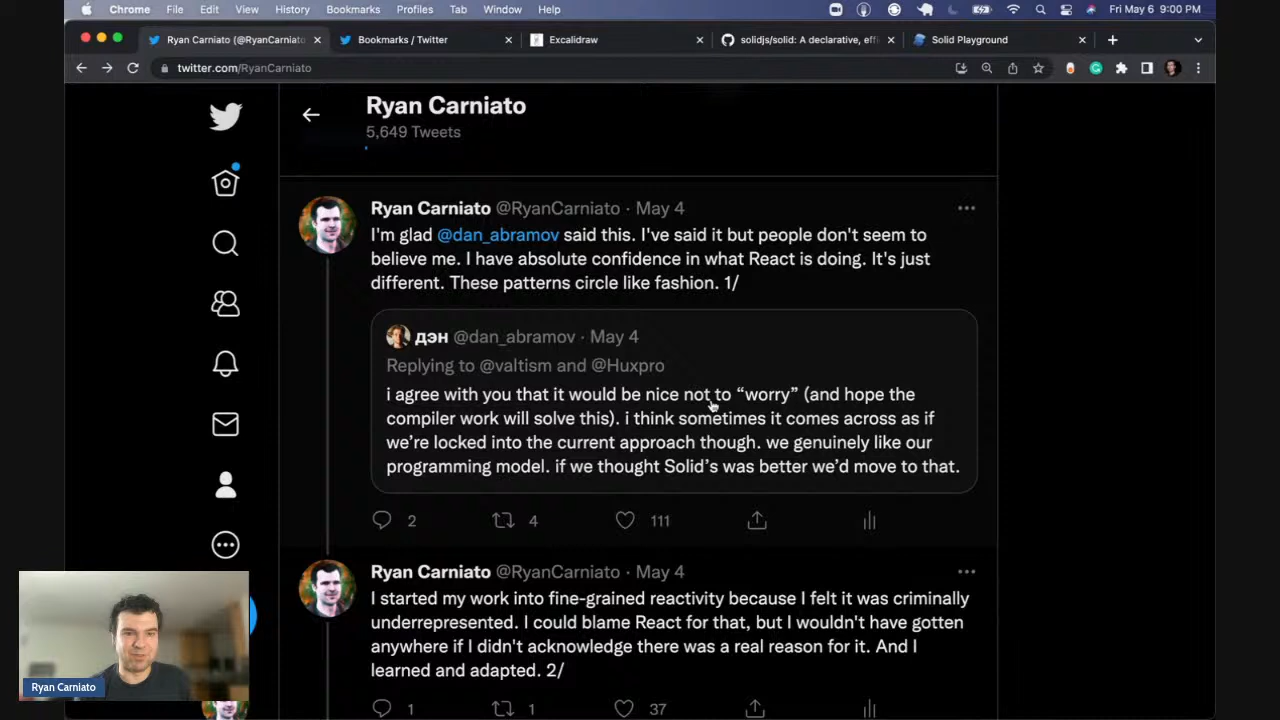 Chrome File Edit View History Bookmarks Profiles Tab Window Help Fri May 6 9:00 PM
Ryan Carniato (@RyanCarniato Bookmarks / Twitter Excalidraw solidjs/solid: A declarative, effi Solid Playground
twitter.com/RyanCarniato
Ryan Carniato
5,649 Tweets
Ryan Carniato @RyanCarniato · May 4
I'm glad @dan_abramov said this. I've said it but people don't seem to
believe me. I have absolute confidence in what React is doing. It's just
different. These patterns circle like fashion. 1/
дэн @dan_abramov · May 4
Replying to @valtism and @Huxpro
i agree with you that it would be nice not to “worry” (and hope the
compiler work will solve this). i think sometimes it comes across as if
we’re locked into the current approach though. we genuinely like our
programming model. if we thought Solid’s was better we’d move to that.
2 4 111
Ryan Carniato @RyanCarniato · May 4
I started my work into fine-grained reactivity because I felt it was criminally
underrepresented. I could blame React for that, but I wouldn't have gotten
anywhere if I didn't acknowledge there was a real reason for it. And I
learned and adapted. 2/
1 1 37
Ryan Carniato